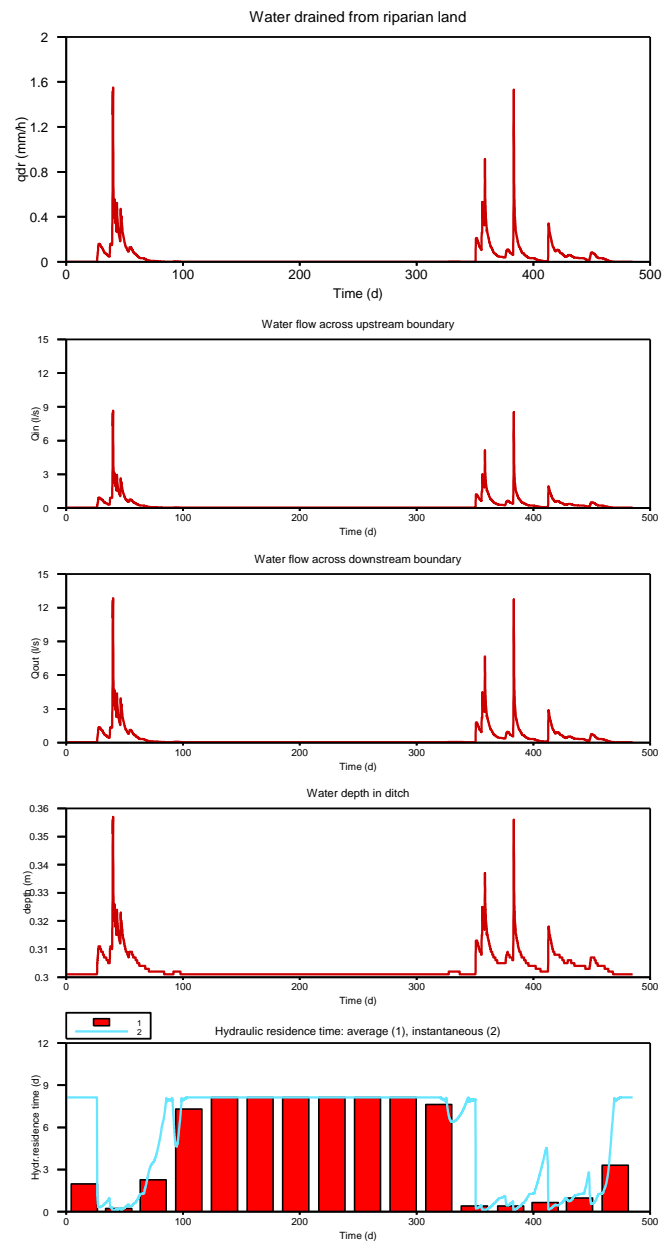 Water drained from riparian land
2
1.6
1.2
0.8
0.4
0
qdr (mm/h)
0 100 200 300 400 500
Time (d)
Water flow across upstream boundary
15
12
9
6
3
0
Qin (l/s)
0 100 200 300 400 500
Time (d)
Water flow across downstream boundary
15
12
9
6
3
0
Qout (l/s)
0 100 200 300 400 500
Time (d)
Water depth in ditch
0.36
0.35
0.34
0.33
0.32
0.31
0.3
depth (m)
0 100 200 300 400 500
Time (d)
1
2
Hydraulic residence time: average (1), instantaneous (2)
12
9
6
3
0
Hydr.residence time (d)
0 100 200 300 400 500
Time (d)